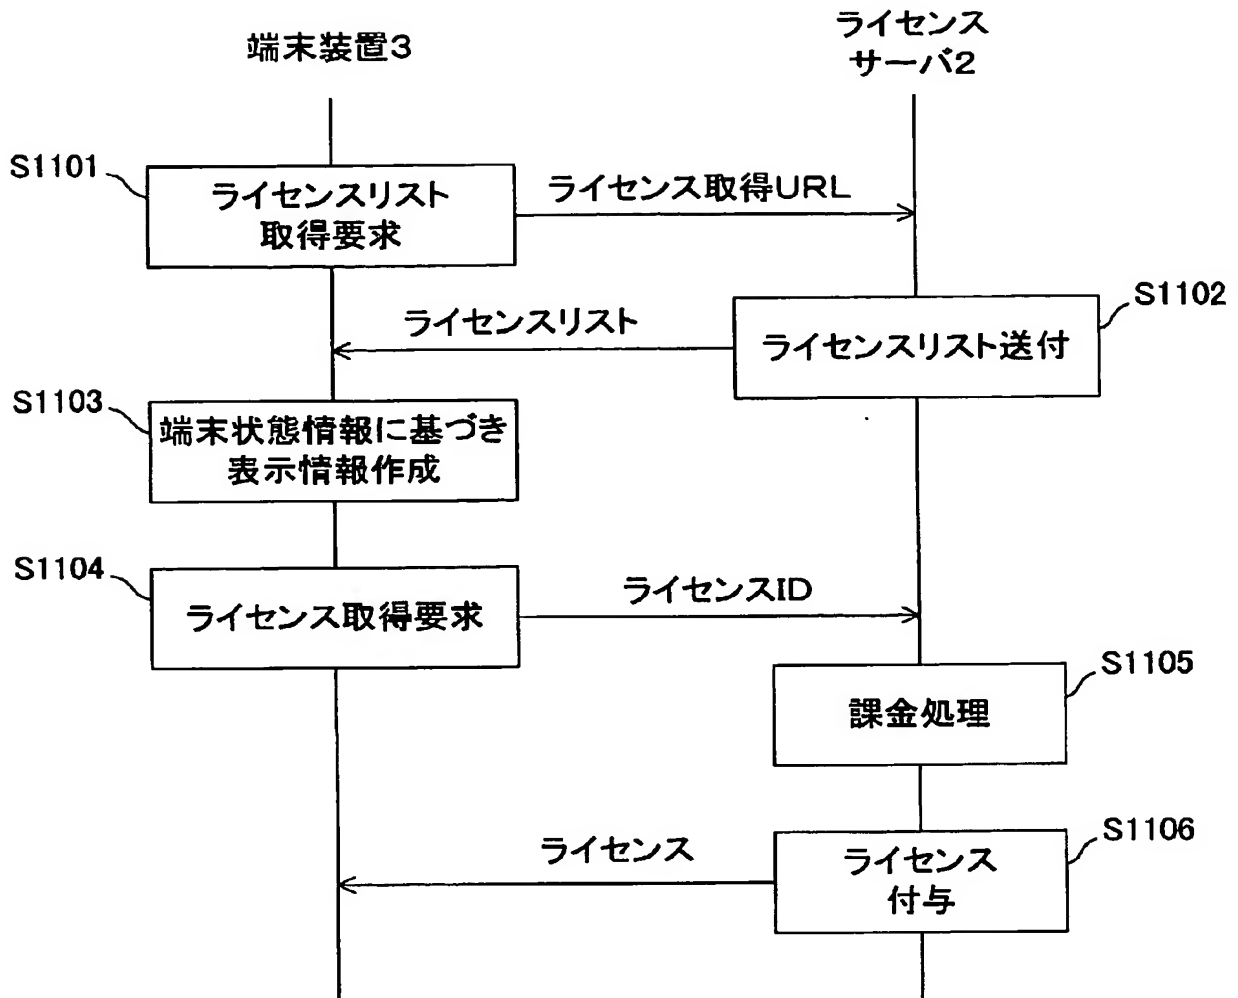 端末装置3
ライセンス
サーバ2
S1101
ライセンスリスト
取得要求
ライセンス取得URL
S1102
ライセンスリスト送付
ライセンスリスト
S1103
端末状態情報に基づき
表示情報作成
S1104
ライセンス取得要求
ライセンスID
S1105
課金処理
S1106
ライセンス
付与
ライセンス